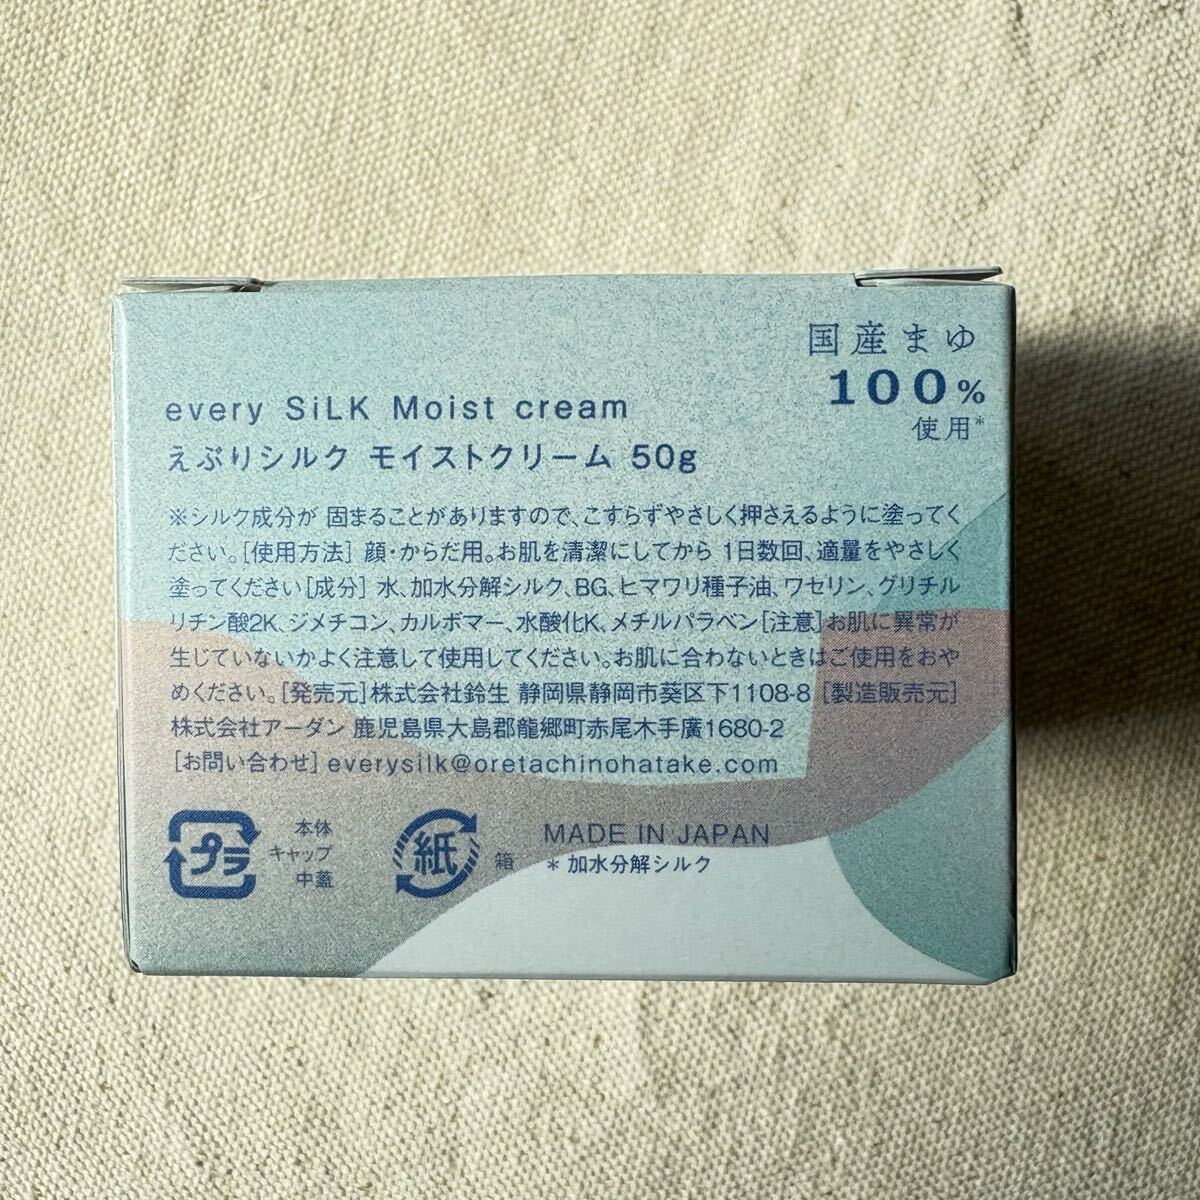 国産まゆ
100%
使用*
every SiLK Moist cream
えぶりシルク モイストクリーム 50g
※シルク成分が 固まることがありますので、こすらずやさしく押さえるように塗ってく
ださい。[使用方法] 顔・からだ用。お肌を清潔にしてから 1日数回、適量をやさしく
塗ってください[成分] 水、加水分解シルク、BG、ヒマワリ種子油、ワセリン、グリチル
リチン酸2K、ジメチコン、カルボマー、水酸化K、メチルパラベン[注意]お肌に異常が
生じていないかよく注意して使用してください。お肌に合わないときはご使用をおや
めください。[発売元]株式会社鈴生 静岡県静岡市葵区下1108-8 [製造販売元]
株式会社アーダン 鹿児島県大島郡龍郷町赤尾木手廣1680-2
[お問い合わせ] everysilk@oretachinohatake.com
プラ
本体
キャップ
中蓋
紙
箱
MADE IN JAPAN
* 加水分解シルク